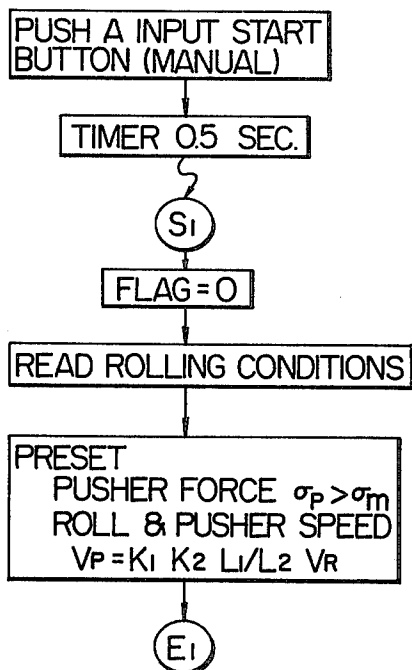 PUSH A INPUT START
BUTTON (MANUAL)
TIMER 0.5 SEC.
S1
FLAG = 0
READ ROLLING CONDITIONS
PRESET
PUSHER FORCE σp > σm
ROLL & PUSHER SPEED
VP = K1 K2 L1/L2 VR
E1